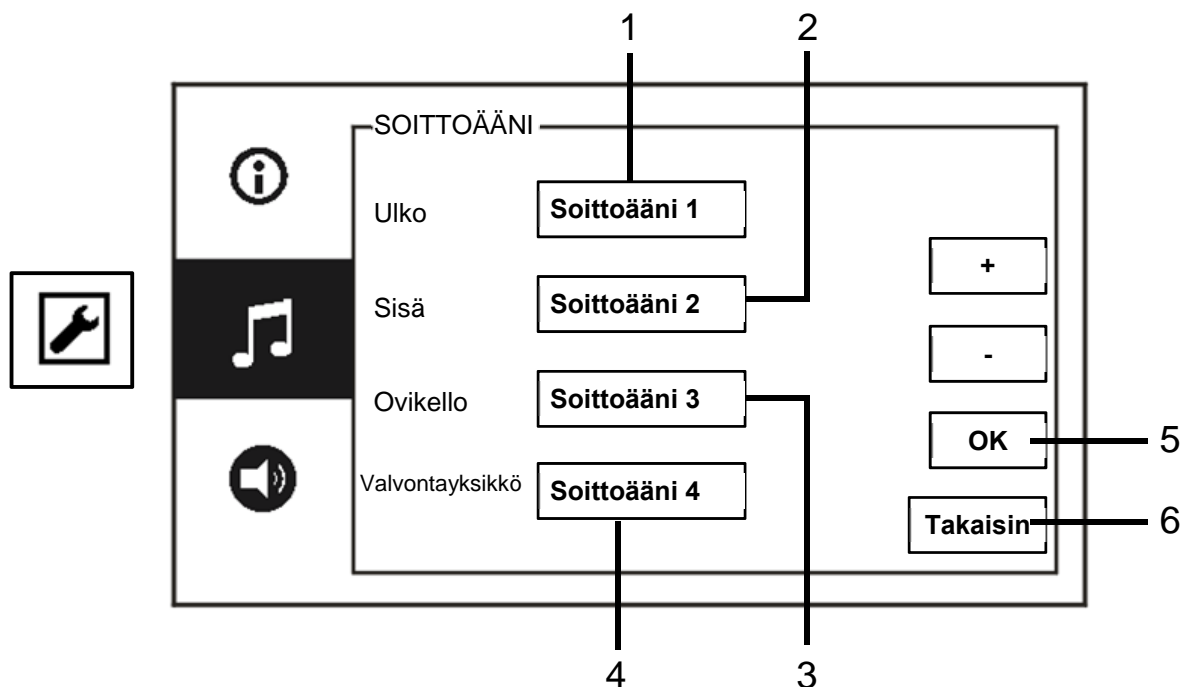 1 2
SOITTOÄÄNI
Ulko Soittoääni 1
+
Sisä Soittoääni 2
-
Ovikello Soittoääni 3
OK 5
Valvontayksikkö Soittoääni 4
Takaisin 6
4 3